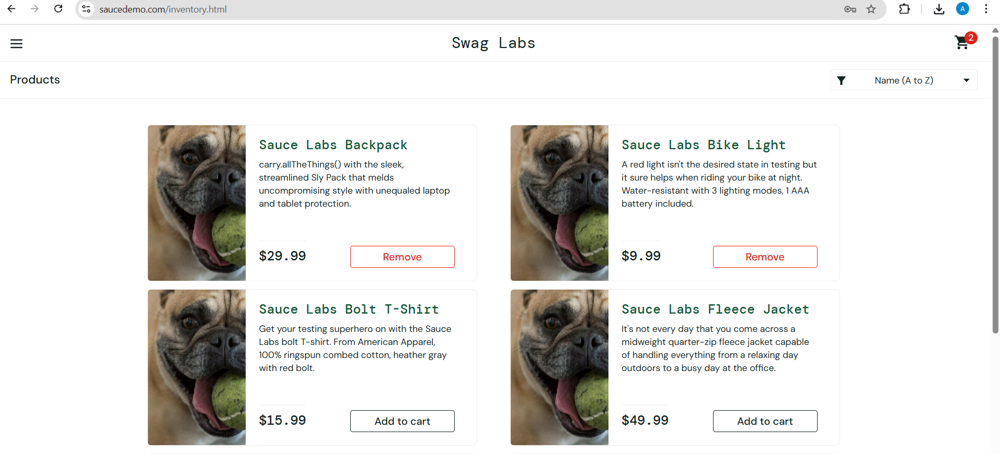 saucedemo.com/inventory.html
A
Swag Labs
2
Products
Name (A to Z)
Sauce Labs Backpack
carry.allTheThings() with the sleek,
streamlined Sly Pack that melds
uncompromising style with unequaled laptop
and tablet protection.
$29.99
Remove
Sauce Labs Bike Light
A red light isn't the desired state in testing but
it sure helps when riding your bike at night.
Water-resistant with 3 lighting modes, 1 AAA
battery included.
$9.99
Remove
Sauce Labs Bolt T-Shirt
Get your testing superhero on with the Sauce
Labs bolt T-shirt. From American Apparel,
100% ringspun combed cotton, heather gray
with red bolt.
$15.99
Add to cart
Sauce Labs Fleece Jacket
It's not every day that you come across a
midweight quarter-zip fleece jacket capable
of handling everything from a relaxing day
outdoors to a busy day at the office.
$49.99
Add to cart